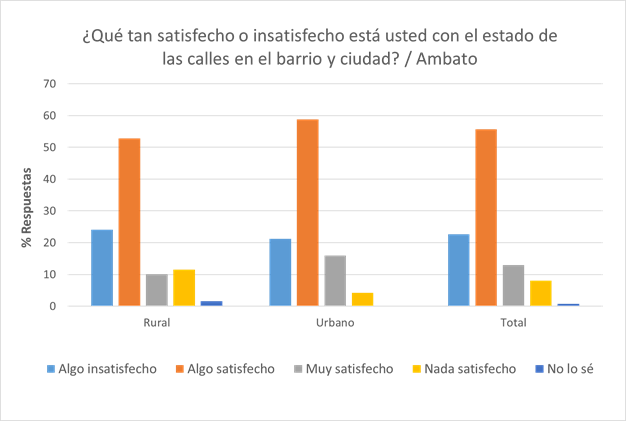 ¿Qué tan satisfecho o insatisfecho está usted con el estado de
las calles en el barrio y ciudad? / Ambato
% Respuestas
70
60
50
40
30
20
10
0
Rural Urbano Total
Algo insatisfecho Algo satisfecho Muy satisfecho Nada satisfecho No lo sé